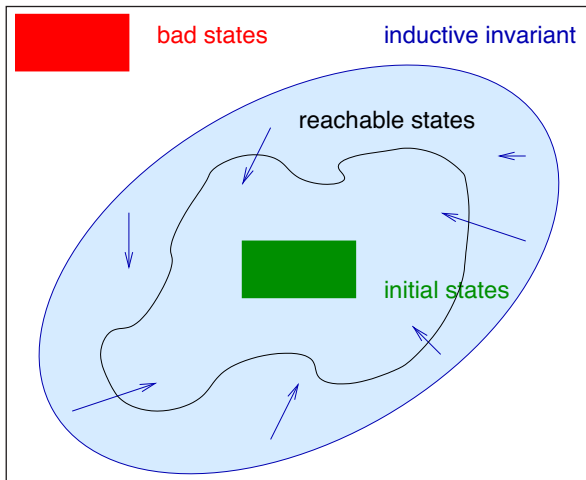 bad states
inductive invariant
reachable states
initial states